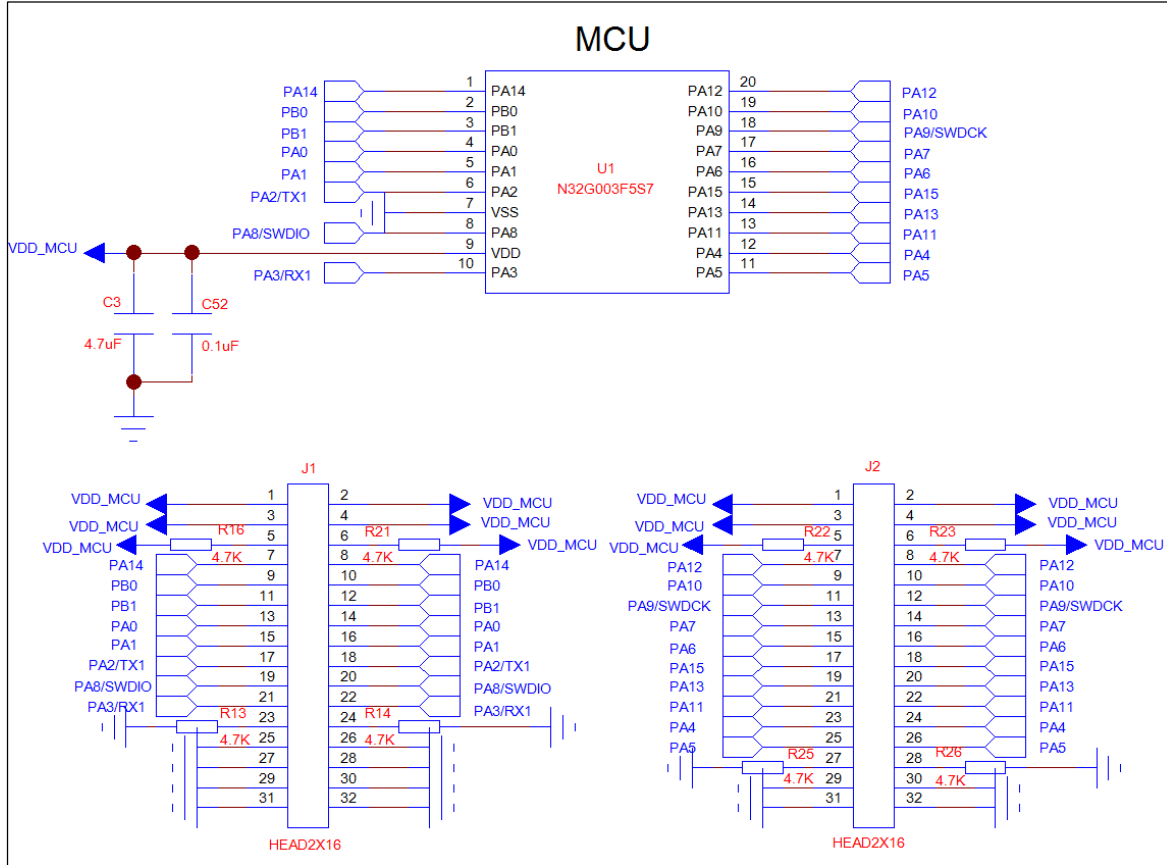 MCU
PA14 1 PA14 PA12 20 PA12
PB0 2 PB0 PA10 19 PA10
PB1 3 PB1 PA9 18 PA9/SWDCK
PA0 4 PA0 PA7 17 PA7
PA1 5 PA1 U1 PA6 16 PA6
PA2/TX1 6 PA2 N32G003F5S7 PA15 15 PA15
7 VSS PA13 14 PA13
PA8/SWDIO 8 PA8 PA11 13 PA11
VDD_MCU 9 VDD PA4 12 PA4
PA3/RX1 10 PA3 PA5 11 PA5
C3 C52
4.7uF 0.1uF
J1 J2
VDD_MCU 1 2 VDD_MCU VDD_MCU 1 2 VDD_MCU
VDD_MCU 3 4 VDD_MCU VDD_MCU 3 4 VDD_MCU
VDD_MCU R16 5 6 R21 VDD_MCU VDD_MCU R22 5 6 R23 VDD_MCU
PA14 4.7K 7 8 4.7K PA14 PA12 4.7K 7 8 4.7K PA12
PB0 9 10 PB0 PA10 9 10 PA10
PB1 11 12 PB1 PA9/SWDCK 11 12 PA9/SWDCK
PA0 13 14 PA0 PA7 13 14 PA7
PA1 15 16 PA1 PA6 15 16 PA6
PA2/TX1 17 18 PA2/TX1 PA15 17 18 PA15
PA8/SWDIO 19 20 PA8/SWDIO PA13 19 20 PA13
PA3/RX1 21 22 PA3/RX1 PA11 21 22 PA11
R13 23 24 R14 PA4 23 24 PA4
4.7K 25 26 4.7K PA5 25 26 PA5
27 28 R25 27 28 R26
29 30 4.7K 29 30 4.7K
31 32 31 32
HEAD2X16 HEAD2X16